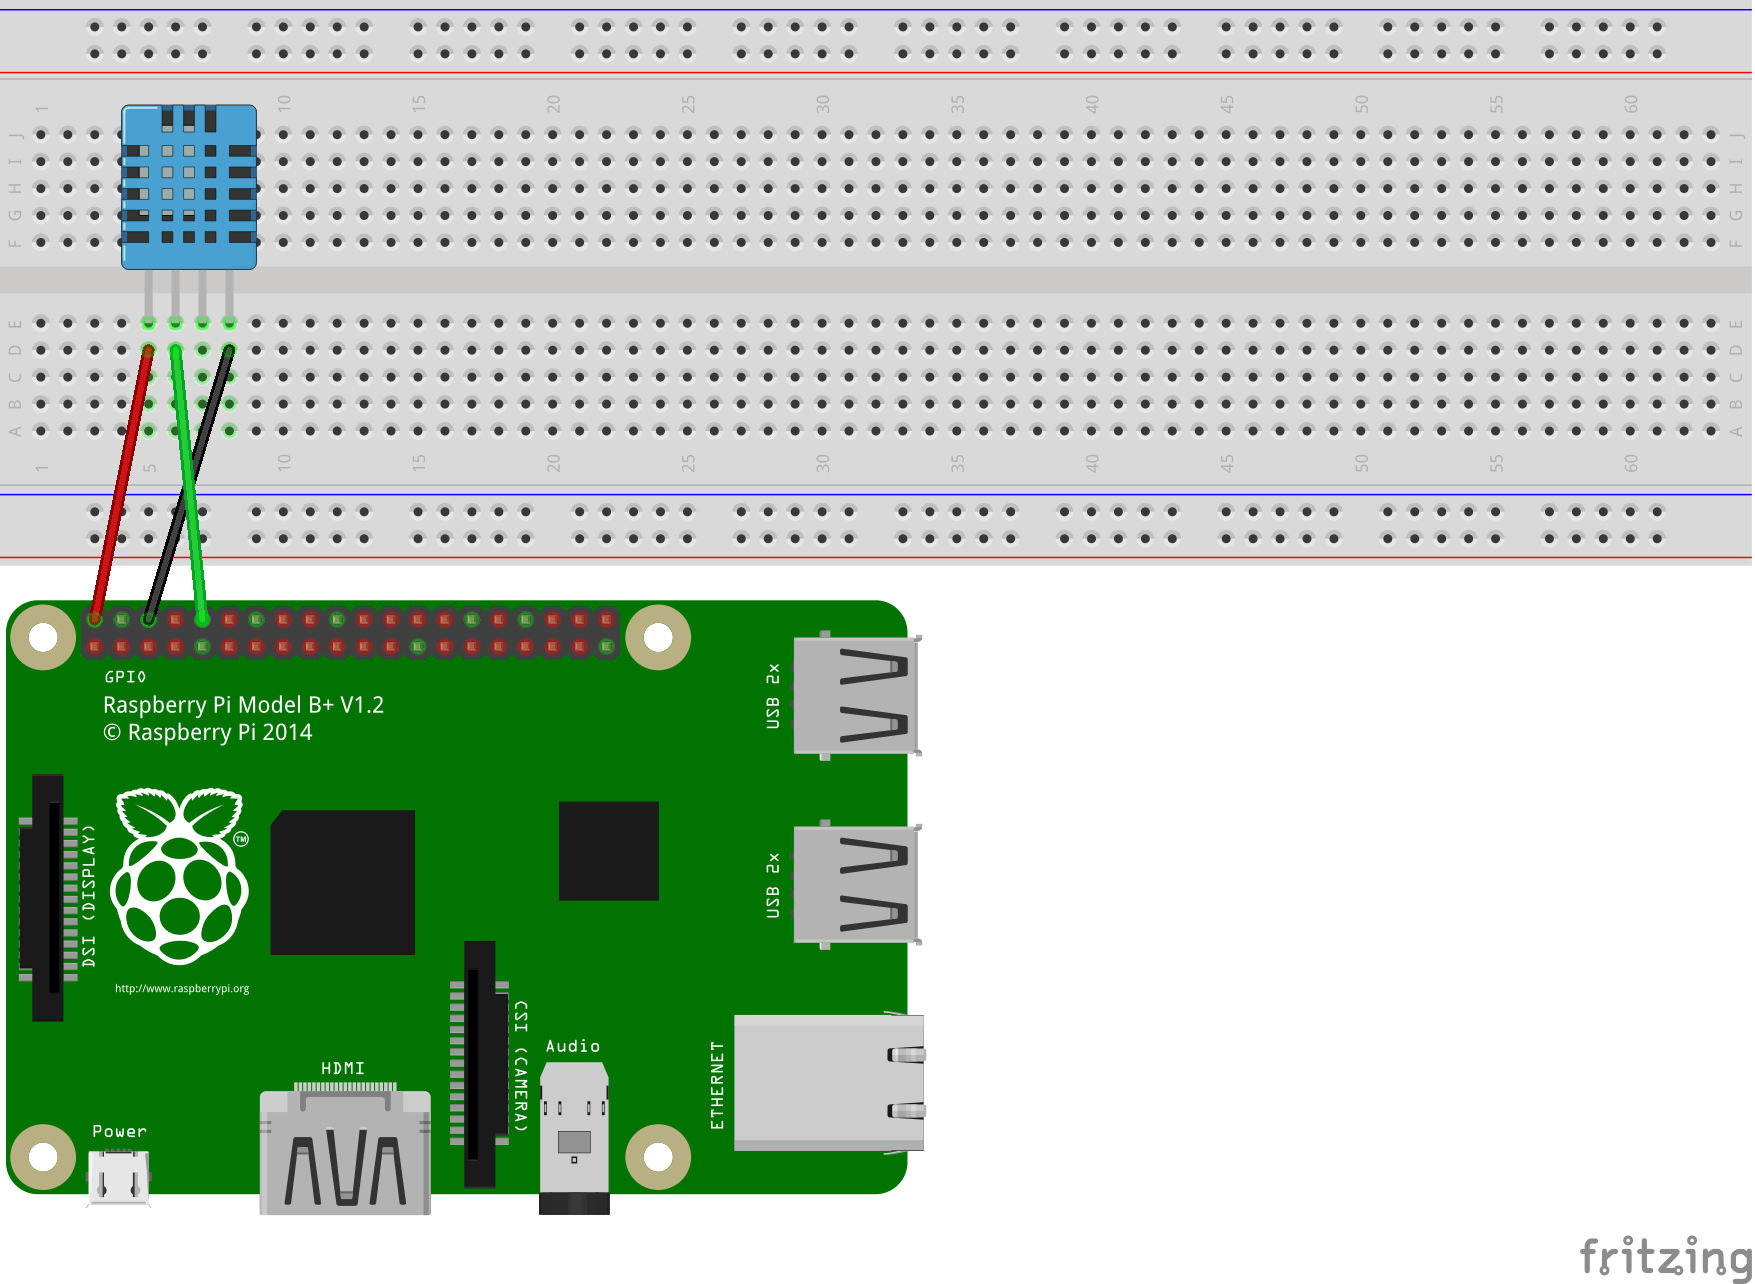 1 10 15 20 25 30 35 40 45 50 55 60
J J
I I
H H
G G
F F
E E
D D
C C
B B
A A
1 5 10 15 20 25 30 35 40 45 50 55 60
GPIO
Raspberry Pi Model B+ V1.2
© Raspberry Pi 2014
USB 2x
DSI (DISPLAY)
TM
USB 2x
http://www.raspberrypi.org
CSI (CAMERA)
Audio
HDMI
ETHERNET
Power
fritzing